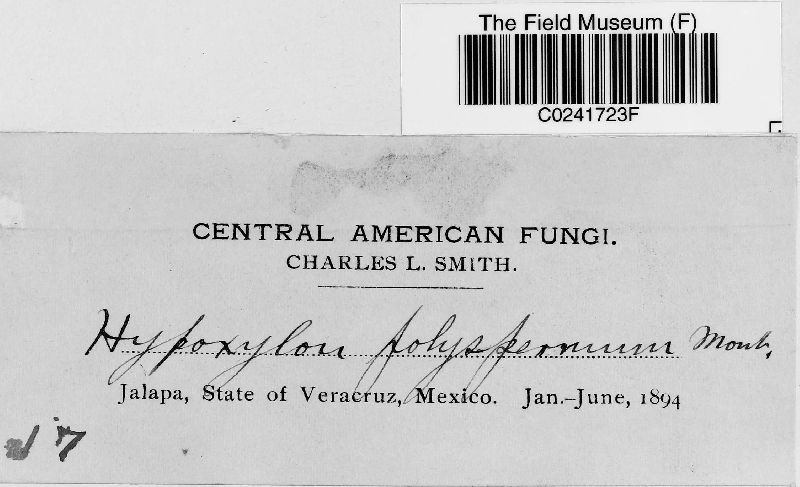 The Field Museum (F)
C0241723F
CENTRAL AMERICAN FUNGI.
CHARLES L. SMITH.
Hypoxylon polyspermum Mont.
Jalapa, State of Veracruz, Mexico. Jan.-June, 1894
7